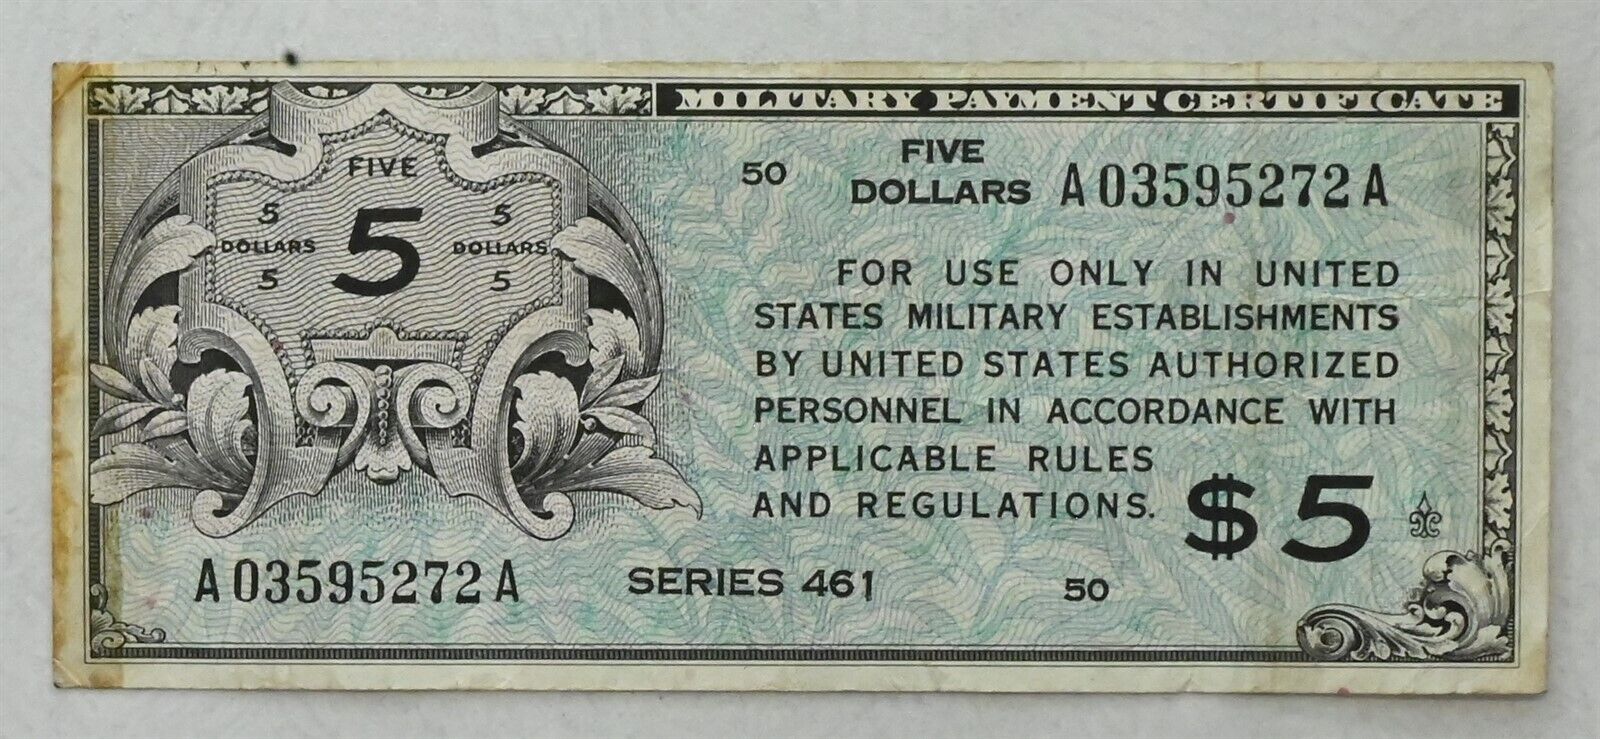 MILITARY PAYMENT CERTIFICATE
FIVE
5 5
DOLLARS 5 DOLLARS
5 5
50 FIVE DOLLARS A03595272A
FOR USE ONLY IN UNITED
STATES MILITARY ESTABLISHMENTS
BY UNITED STATES AUTHORIZED
PERSONNEL IN ACCORDANCE WITH
APPLICABLE RULES
AND REGULATIONS.
$5
A03595272A
SERIES 461
50